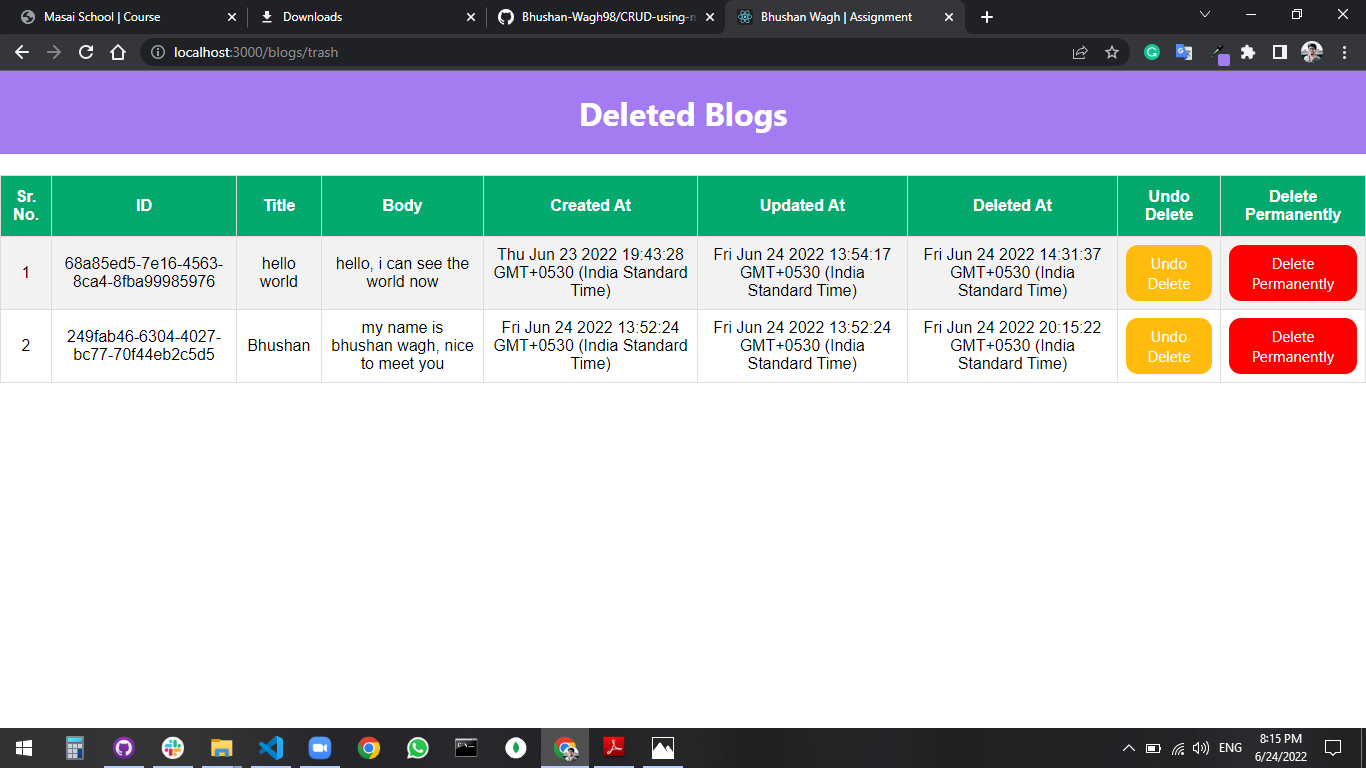 Masai School | Course
Downloads
Bhushan-Wagh98/CRUD-using-
Bhushan Wagh | Assignment
localhost:3000/blogs/trash
Deleted Blogs
Sr. No.
ID
Title
Body
Created At
Updated At
Deleted At
Undo Delete
Delete Permanently
1
68a85ed5-7e16-4563-
8ca4-8fba99985976
hello
world
hello, i can see the
world now
Thu Jun 23 2022 19:43:28
GMT+0530 (India Standard
Time)
Fri Jun 24 2022 13:54:17
GMT+0530 (India
Standard Time)
Fri Jun 24 2022 14:31:37
GMT+0530 (India
Standard Time)
Undo
Delete
Delete
Permanently
2
249fab46-6304-4027-
bc77-70f44eb2c5d5
Bhushan
my name is
bhushan wagh, nice
to meet you
Fri Jun 24 2022 13:52:24
GMT+0530 (India Standard
Time)
Fri Jun 24 2022 13:52:24
GMT+0530 (India
Standard Time)
Fri Jun 24 2022 20:15:22
GMT+0530 (India
Standard Time)
Undo
Delete
Delete
Permanently
ENG
8:15 PM
6/24/2022